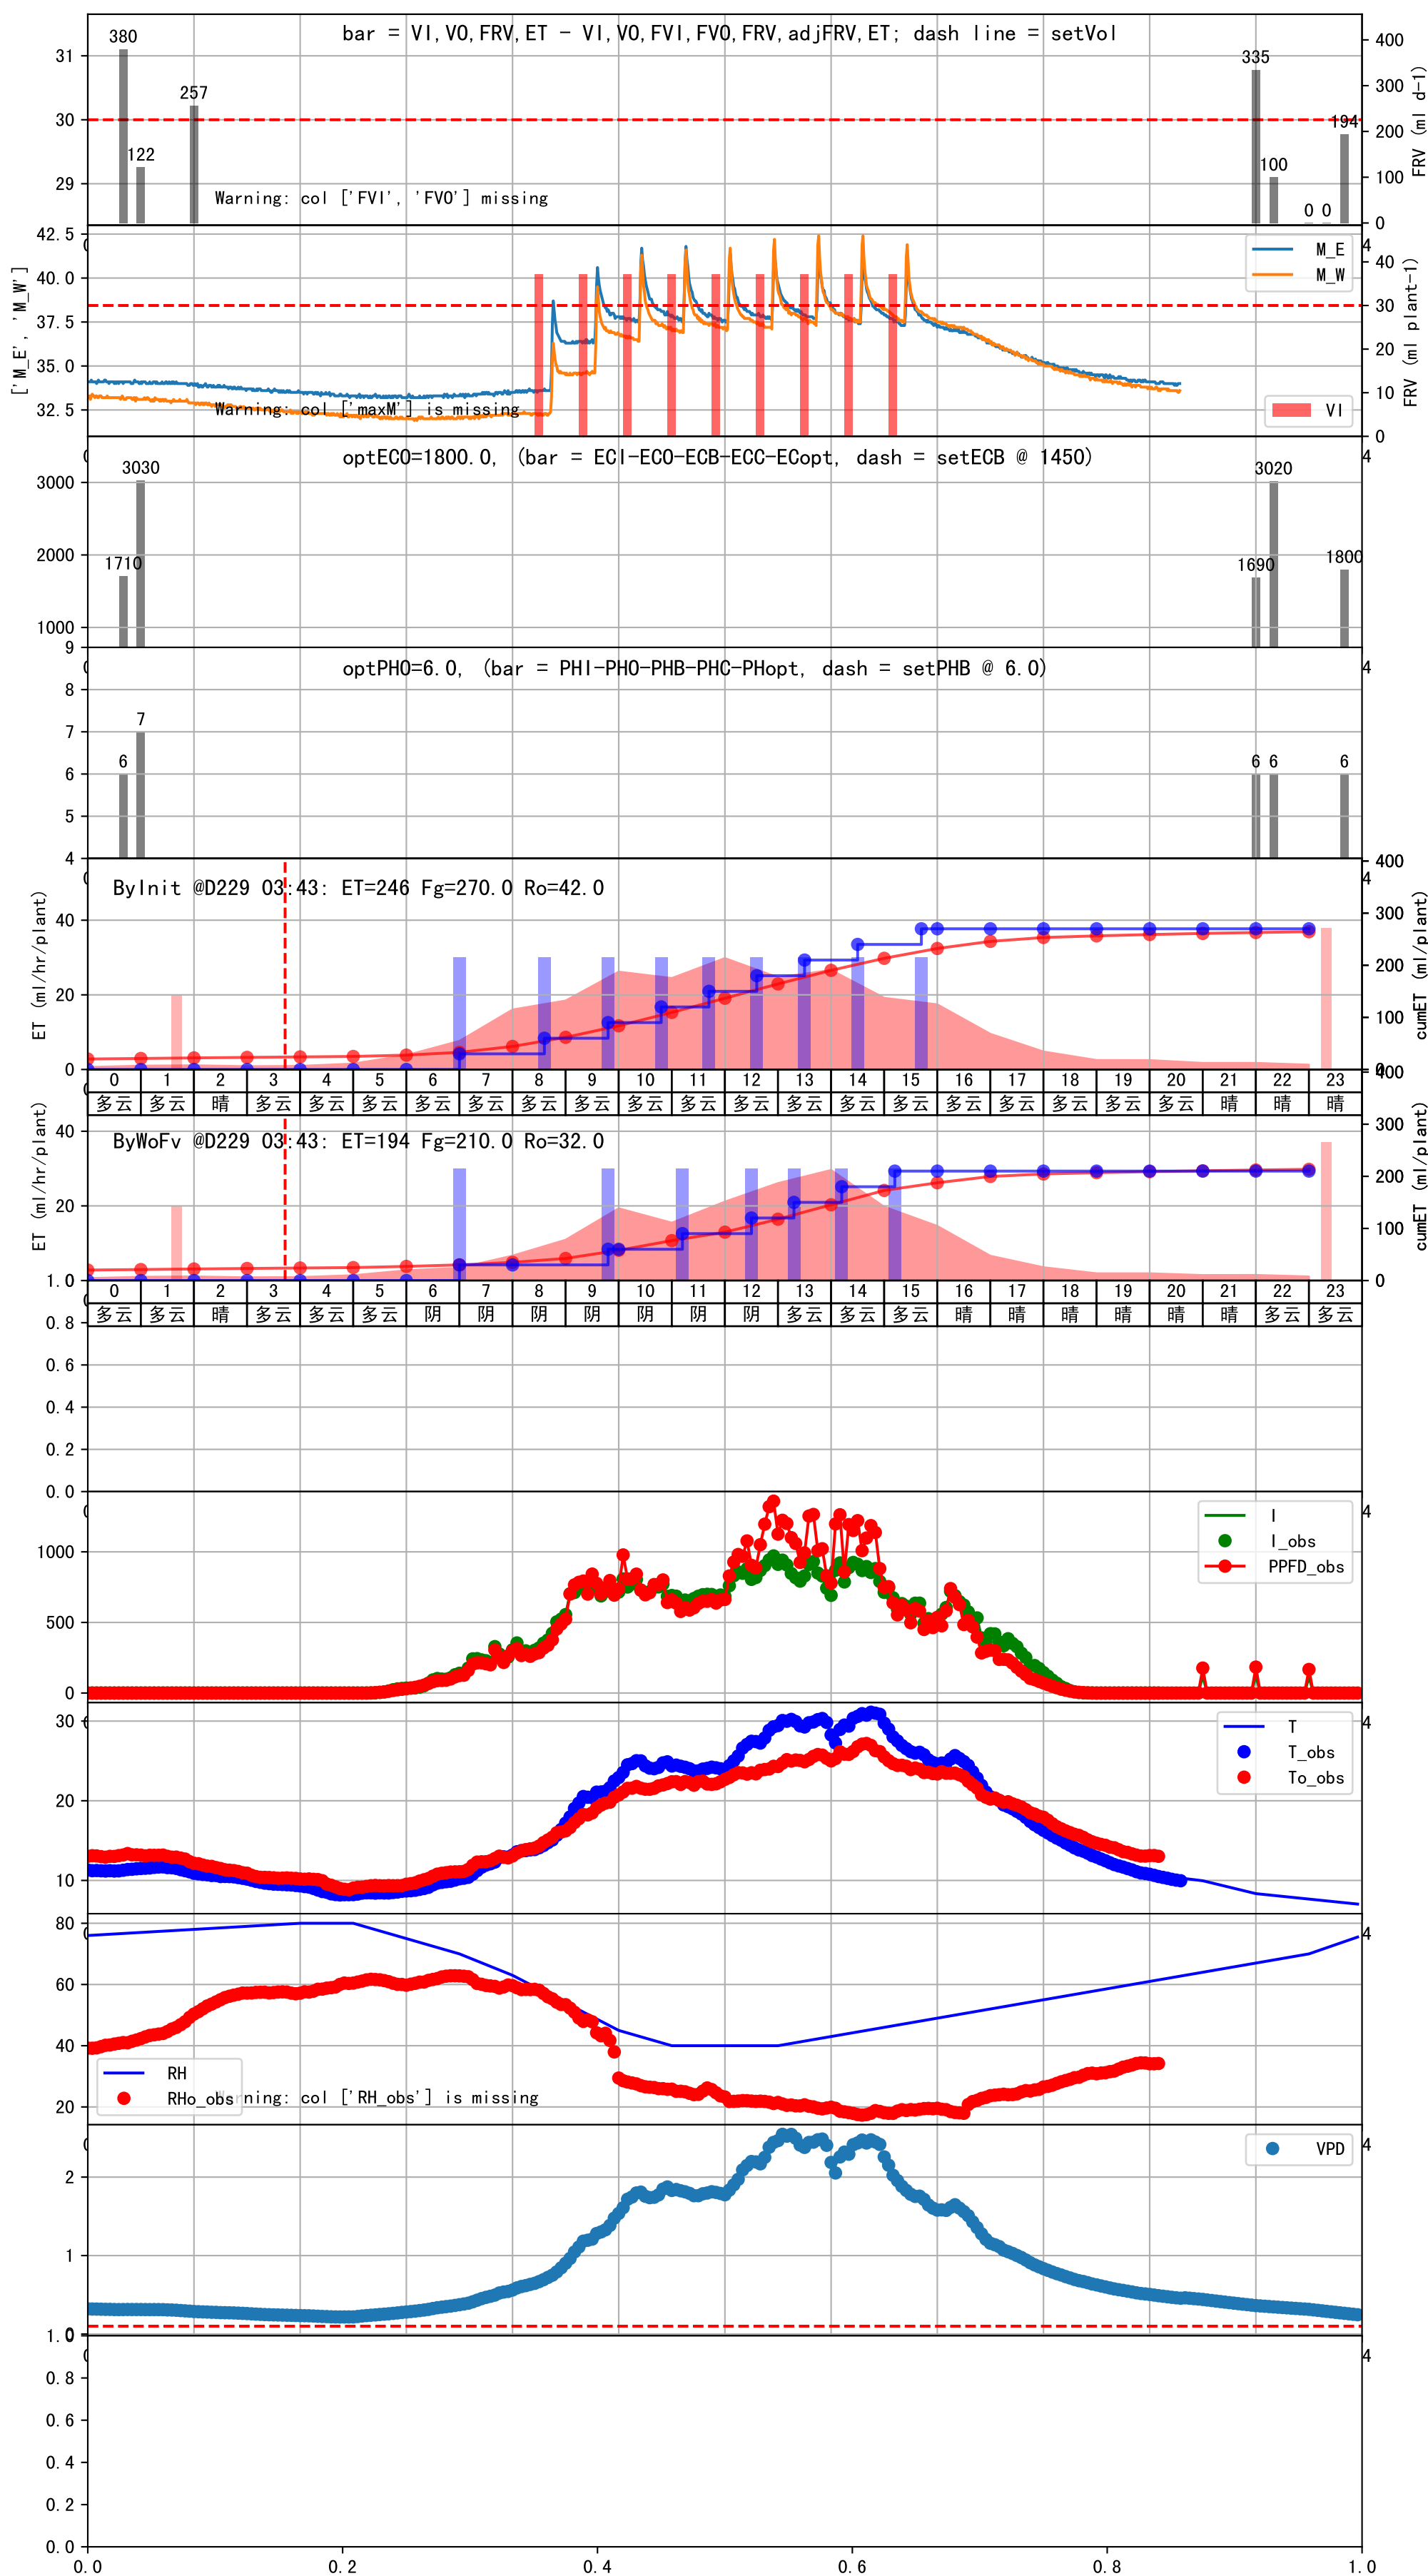 380
bar = VI,VO,FRV,ET - VI,VO,FVI,FVO,FRV,adjFRV,ET; dash line = setVol
31
335
400
257
300
30
194
200
122
100
100
29
Warning: col ['FVI', 'FVO'] missing
0 0
0
FRV (ml d-1)
42.5
M_E
M_W
40
40.0
37.5
30
20
35.0
10
32.5
Warning: col ['maxM'] is missing
VI
0
['M_E', 'M_W']
FRV (ml plant-1)
optECO=1800.0, (bar = ECI-ECO-ECB-ECC-ECopt, dash = setECB @ 1450)
3030
3020
3000
2000
1710
1690
1800
1000
9
optPHO=6.0, (bar = PHI-PHO-PHB-PHC-PHopt, dash = setPHB @ 6.0)
8
7
7
6
6 6
6
6
5
4
400
ByInit @D229 03:43: ET=246 Fg=270.0 Ro=42.0
40
300
200
20
100
0
0
ET (ml/hr/plant)
cumET (ml/plant)
0 1 2 3 4 5 6 7 8 9 10 11 12 13 14 15 16 17 18 19 20 21 22 23
400
多云 多云 晴 多云 多云 多云 多云 多云 多云 多云 多云 多云 多云 多云 多云 多云 多云 多云 多云 多云 多云 晴 晴 晴
40
ByWoFv @D229 03:43: ET=194 Fg=210.0 Ro=32.0
300
200
20
100
0
ET (ml/hr/plant)
cumET (ml/plant)
1.0
0 1 2 3 4 5 6 7 8 9 10 11 12 13 14 15 16 17 18 19 20 21 22 23
多云 多云 晴 多云 多云 多云 阴 阴 阴 阴 阴 阴 阴 多云 多云 多云 晴 晴 晴 晴 晴 晴 多云 多云
0.8
0.6
0.4
0.2
0.0
I
I_obs
PPFD_obs
1000
500
0
30
T
T_obs
To_obs
20
10
80
60
40
RH
RHo_obs
rning: col ['RH_obs'] is missing
20
VPD
2
1
0
1.0
0.8
0.6
0.4
0.2
0.0
0.0 0.2 0.4 0.6 0.8 1.0